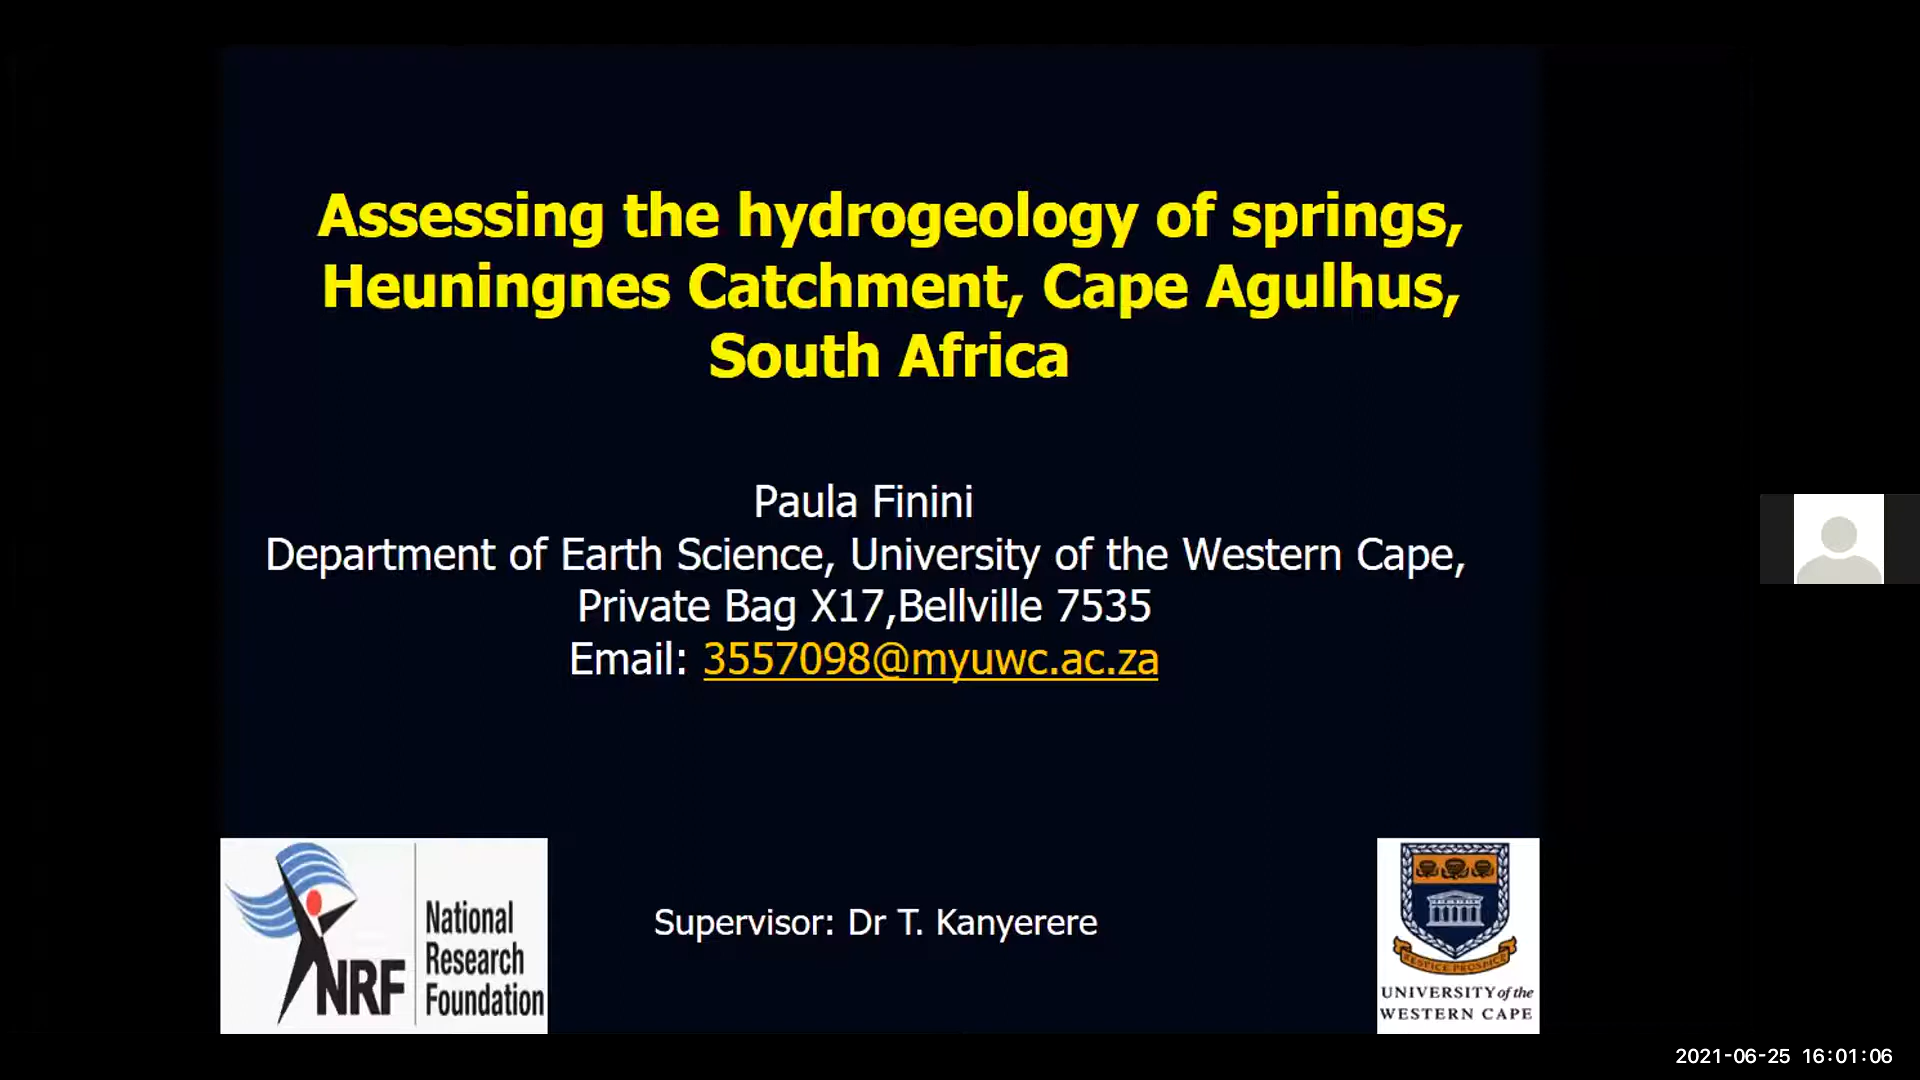 Assessing the hydrogeology of springs,
Heuningnes Catchment, Cape Agulhus,
South Africa
Paula Finini
Department of Earth Science, University of the Western Cape,
Private Bag X17,Bellville 7535
Email: 3557098@myuwc.ac.za
NRF
National
Research
Foundation
Supervisor: Dr T. Kanyerere
RESPICE PROSPICE
UNIVERSITY of the
WESTERN CAPE
2021-06-25 16:01:06